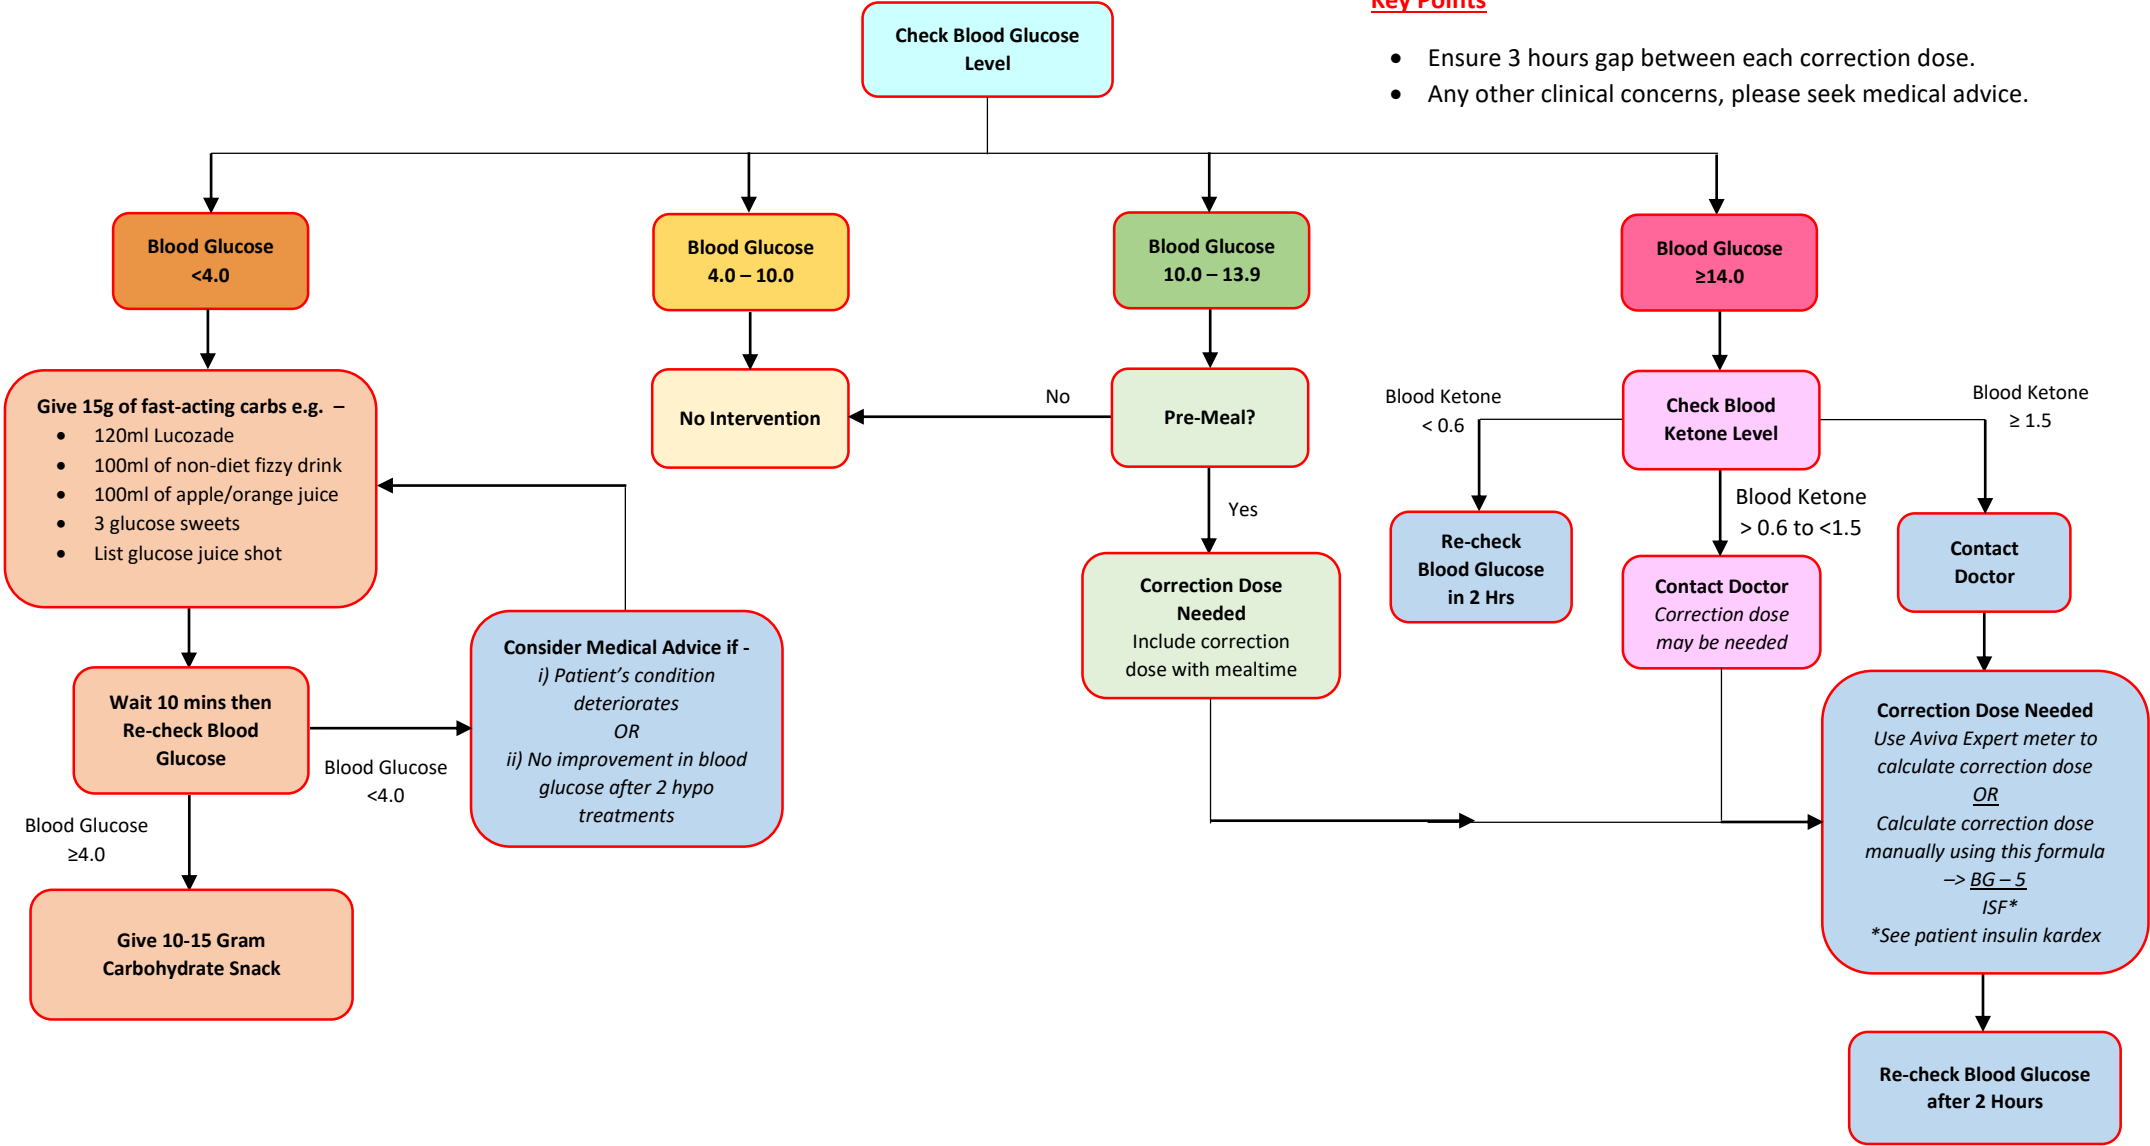 Key Points
• Ensure 3 hours gap between each correction dose.
• Any other clinical concerns, please seek medical advice.
Check Blood Glucose
Level
Blood Glucose
<4.0
Blood Glucose
4.0 – 10.0
Blood Glucose
10.0 – 13.9
Blood Glucose
≥14.0
Give 15g of fast-acting carbs e.g. –
• 120ml Lucozade
• 100ml of non-diet fizzy drink
• 100ml of apple/orange juice
• 3 glucose sweets
• List glucose juice shot
No Intervention
No
Pre-Meal?
Blood Ketone
< 0.6
Check Blood
Ketone Level
Blood Ketone
≥ 1.5
Yes
Blood Ketone
> 0.6 to <1.5
Re-check
Blood Glucose
in 2 Hrs
Contact Doctor
Correction dose
may be needed
Contact
Doctor
Correction Dose
Needed
Include correction
dose with mealtime
Wait 10 mins then
Re-check Blood
Glucose
Blood Glucose
<4.0
Consider Medical Advice if -
i) Patient's condition
deteriorates
OR
ii) No improvement in blood
glucose after 2 hypo
treatments
Blood Glucose
≥4.0
Give 10-15 Gram
Carbohydrate Snack
Correction Dose Needed
Use Aviva Expert meter to
calculate correction dose
OR
Calculate correction dose
manually using this formula
–> BG – 5
ISF*
*See patient insulin kardex
Re-check Blood Glucose
after 2 Hours